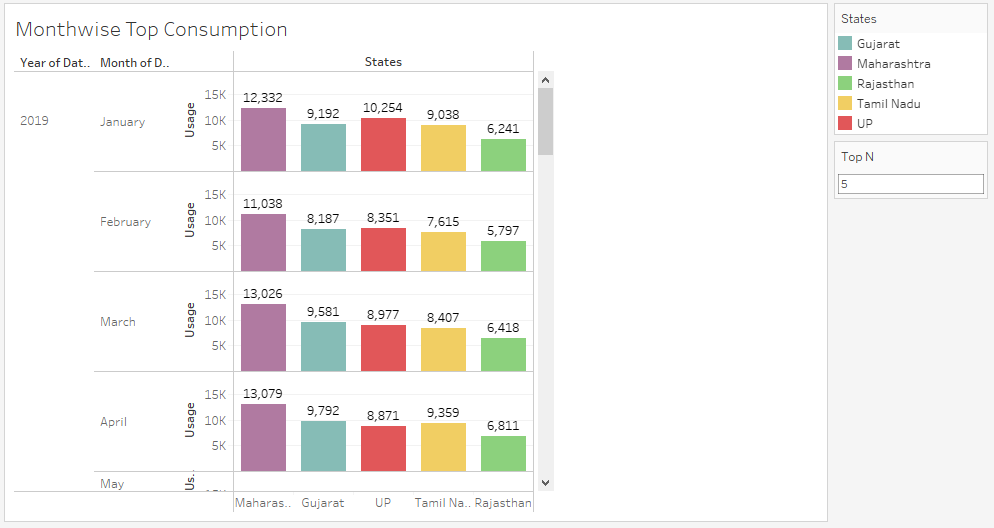 Monthwise Top Consumption
Year of Dat.. Month of D.. States
2019 January Usage 15K 10K 5K 12,332 9,192 10,254 9,038 6,241
February Usage 15K 10K 5K 11,038 8,187 8,351 7,615 5,797
March Usage 15K 10K 5K 13,026 9,581 8,977 8,407 6,418
April Usage 15K 10K 5K 13,079 9,792 8,871 9,359 6,811
May Us..
Maharas.. Gujarat UP Tamil Na.. Rajasthan
States
Gujarat
Maharashtra
Rajasthan
Tamil Nadu
UP
Top N
5